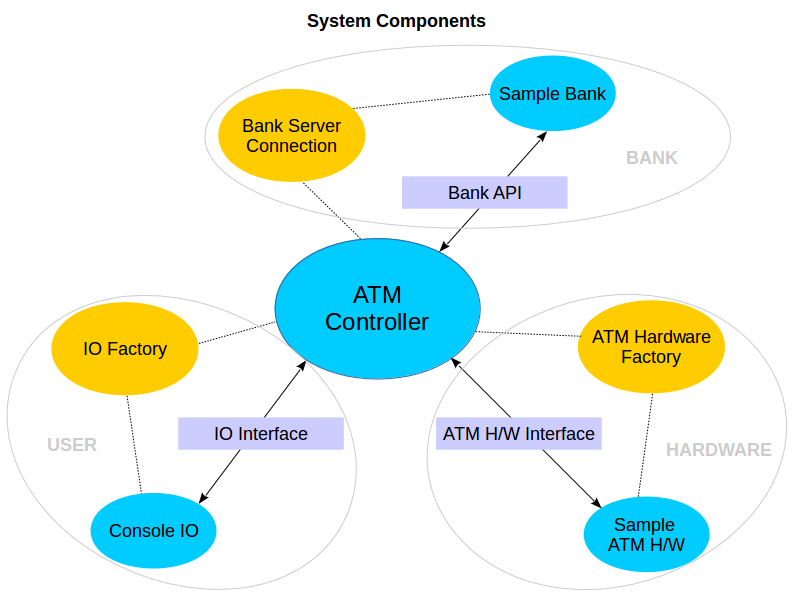 System Components
Sample Bank
Bank Server
Connection
BANK
Bank API
ATM
Controller
IO Factory
ATM Hardware
Factory
USER
IO Interface
ATM H/W Interface
HARDWARE
Console IO
Sample
ATM H/W